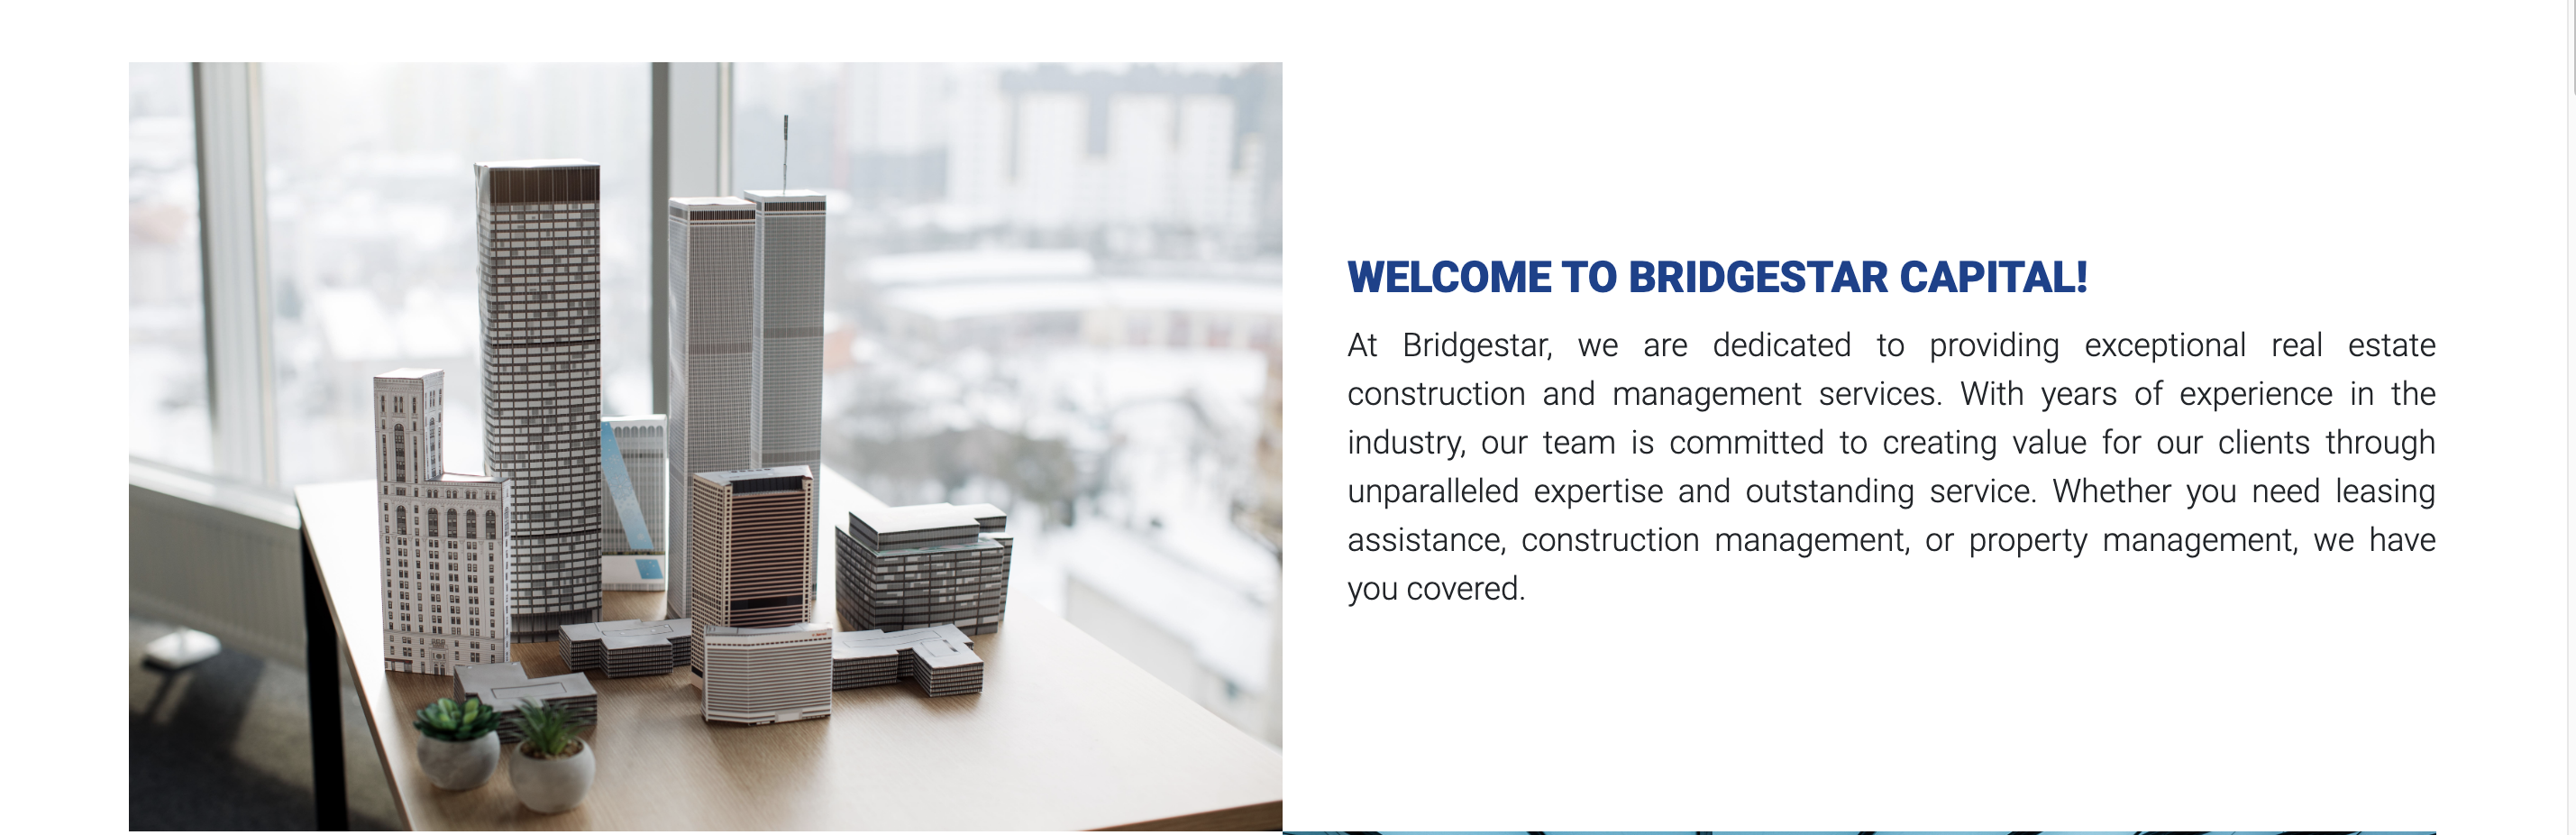 WELCOME TO BRIDGESTAR CAPITAL!
At Bridgestar, we are dedicated to providing exceptional real estate
construction and management services. With years of experience in the
industry, our team is committed to creating value for our clients through
unparalleled expertise and outstanding service. Whether you need leasing
assistance, construction management, or property management, we have
you covered.